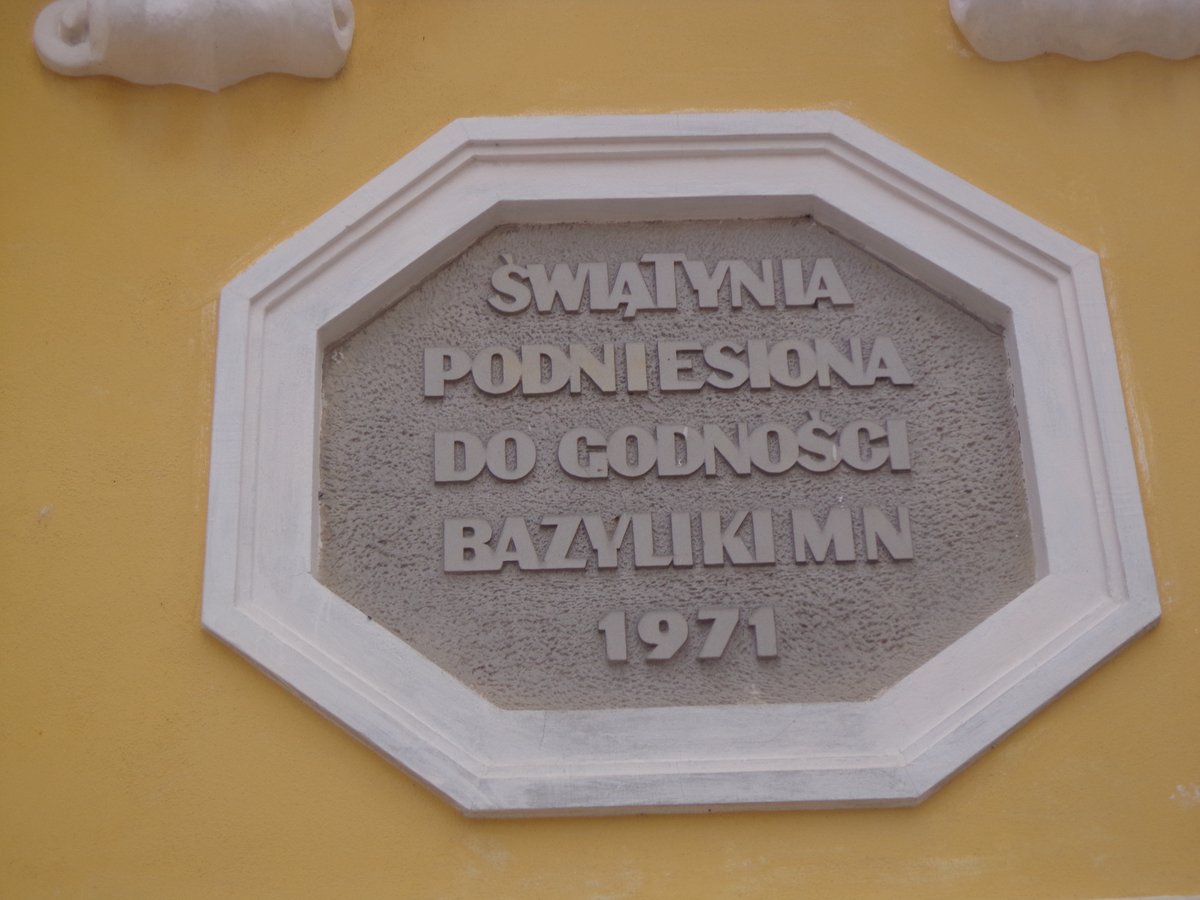 ŚWIĄTYNIA
PODNIESIONA
DO GODNOŚCI
BAZYLIKI MN
1971